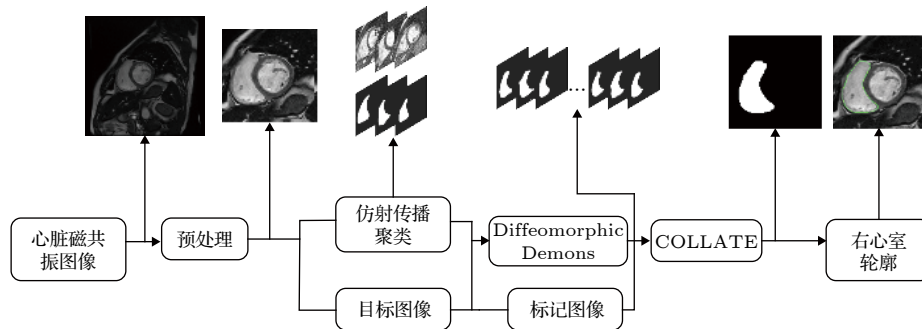 心脏磁共
振图像
预处理
仿射传播
聚类
目标图像
Diffeomorphic
Demons
标记图像
COLLATE
右心室
轮廓